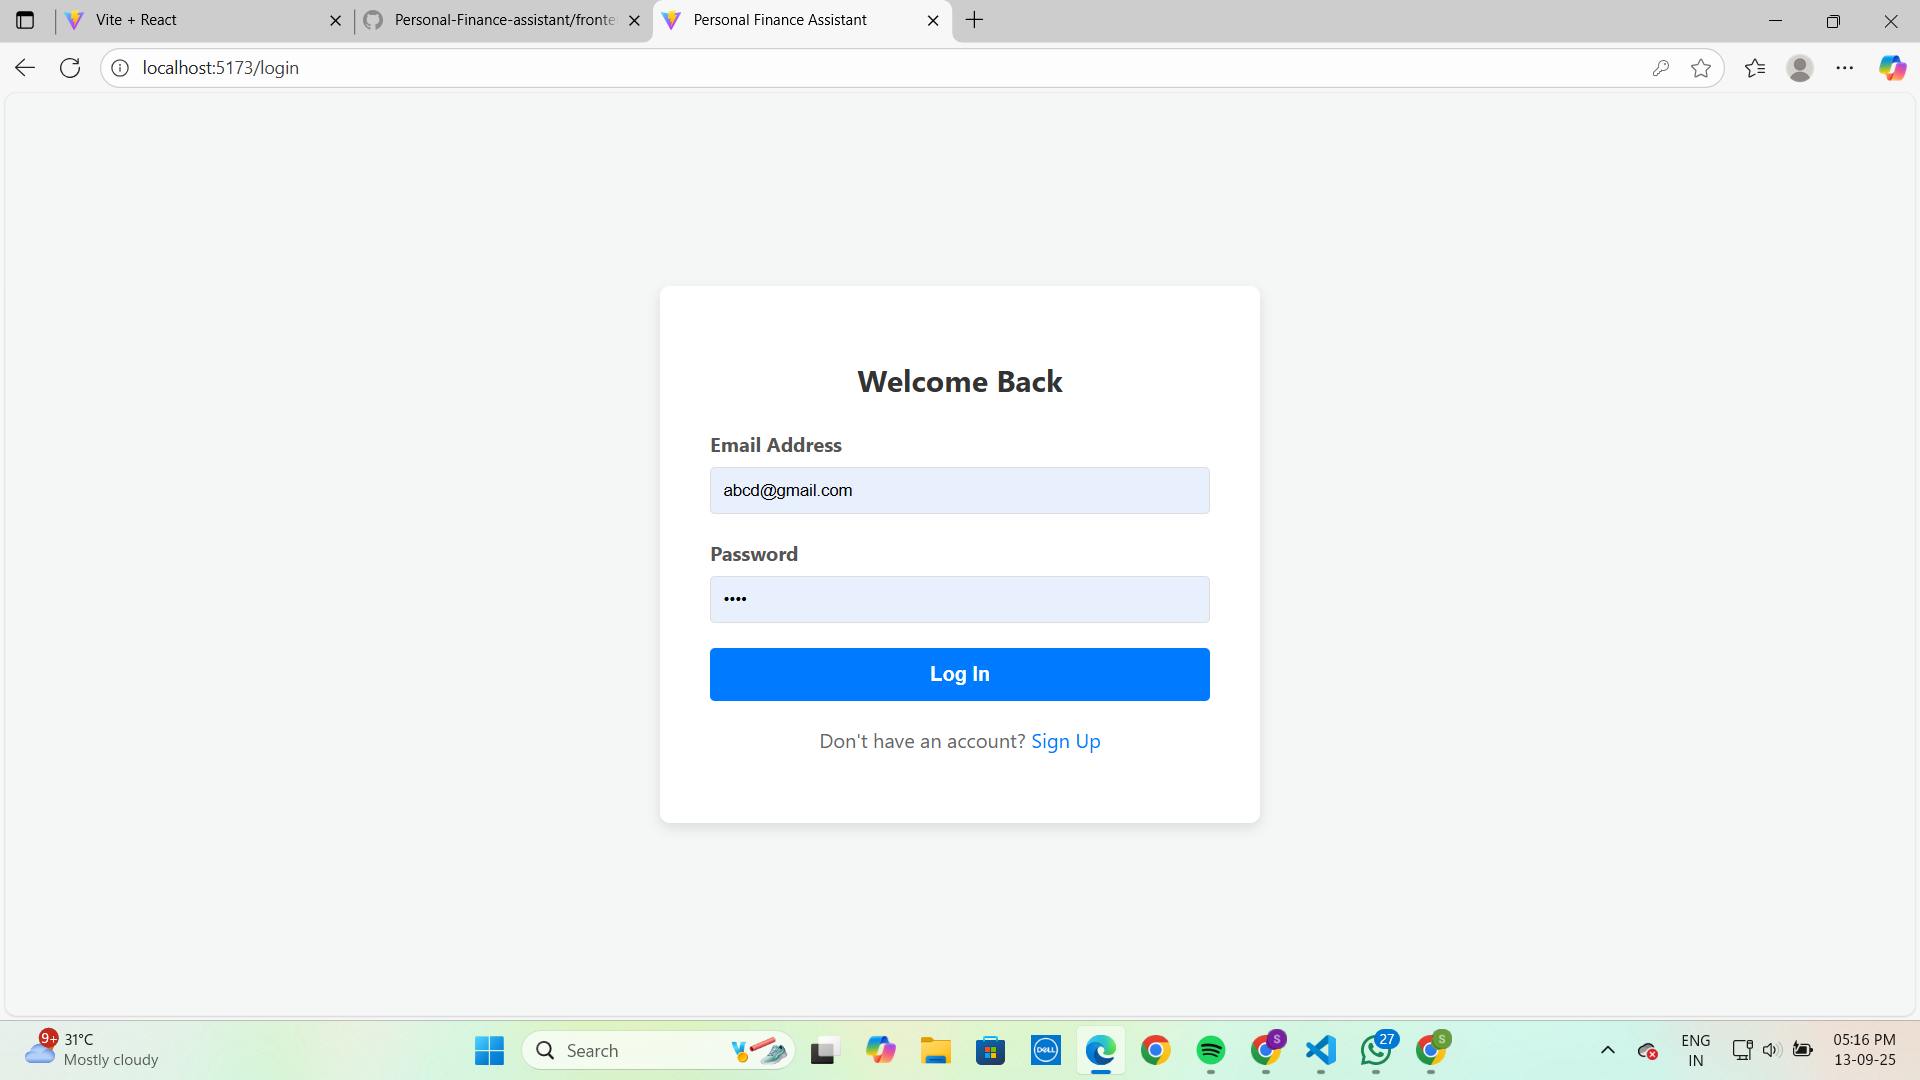 Vite + React
Personal-Finance-assistant/fronte
Personal Finance Assistant
localhost:5173/login
Welcome Back
Email Address
abcd@gmail.com
Password
••••
Log In
Don't have an account? Sign Up
9+
31°C
Mostly cloudy
Search
DELL
S
27
S
ENG
IN
05:16 PM
13-09-25